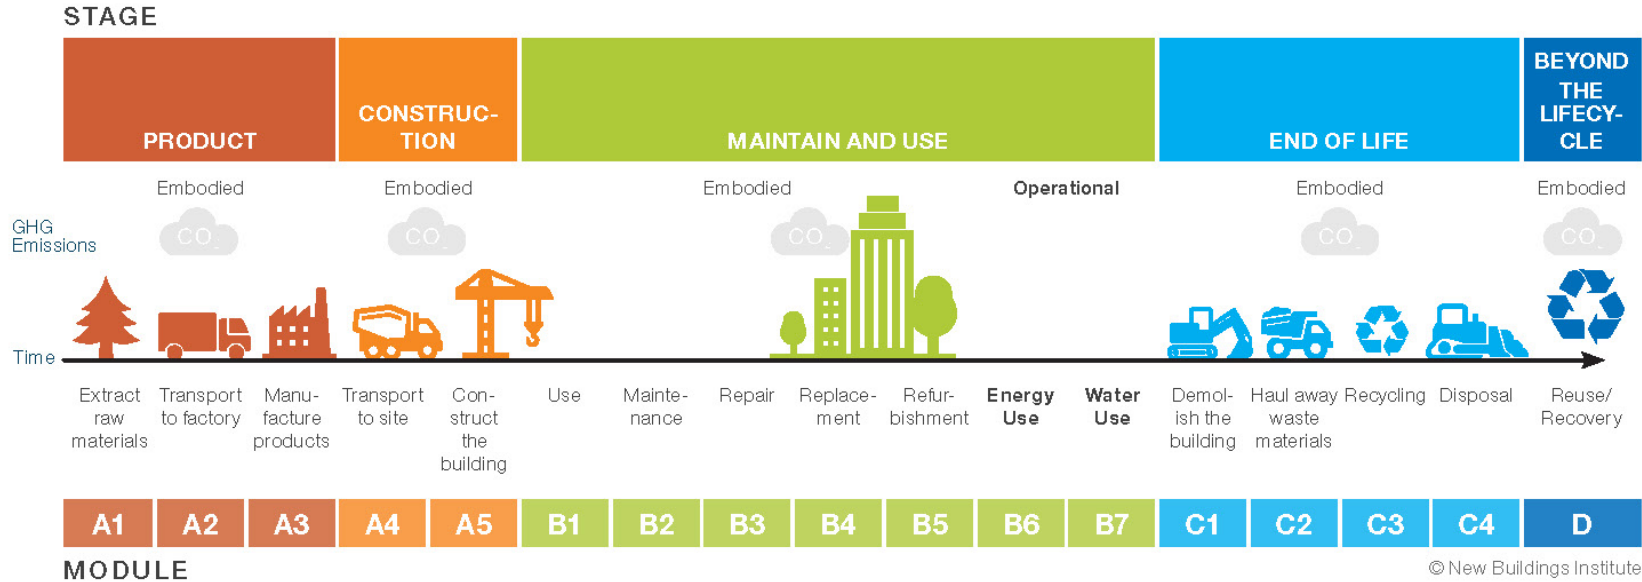 STAGE
PRODUCT
CONSTRUC-
TION
MAINTAIN AND USE
END OF LIFE
BEYOND
THE
LIFECY-
CLE
Embodied
Embodied
Embodied
Operational
Embodied
Embodied
GHG
Emissions
CO
CO
CO
CO
CO
Time
Extract
raw
materials
Transport
to factory
Manu-
facture
products
Transport
to site
Con-
struct
the
building
Use
Mainte-
nance
Repair
Replace-
ment
Refur-
bishment
Energy
Use
Water
Use
Demol-
ish the
building
Haul away
waste
materials
Recycling
Disposal
Reuse/
Recovery
A1 A2 A3 A4 A5 B1 B2 B3 B4 B5 B6 B7 C1 C2 C3 C4 D
MODULE
© New Buildings Institute